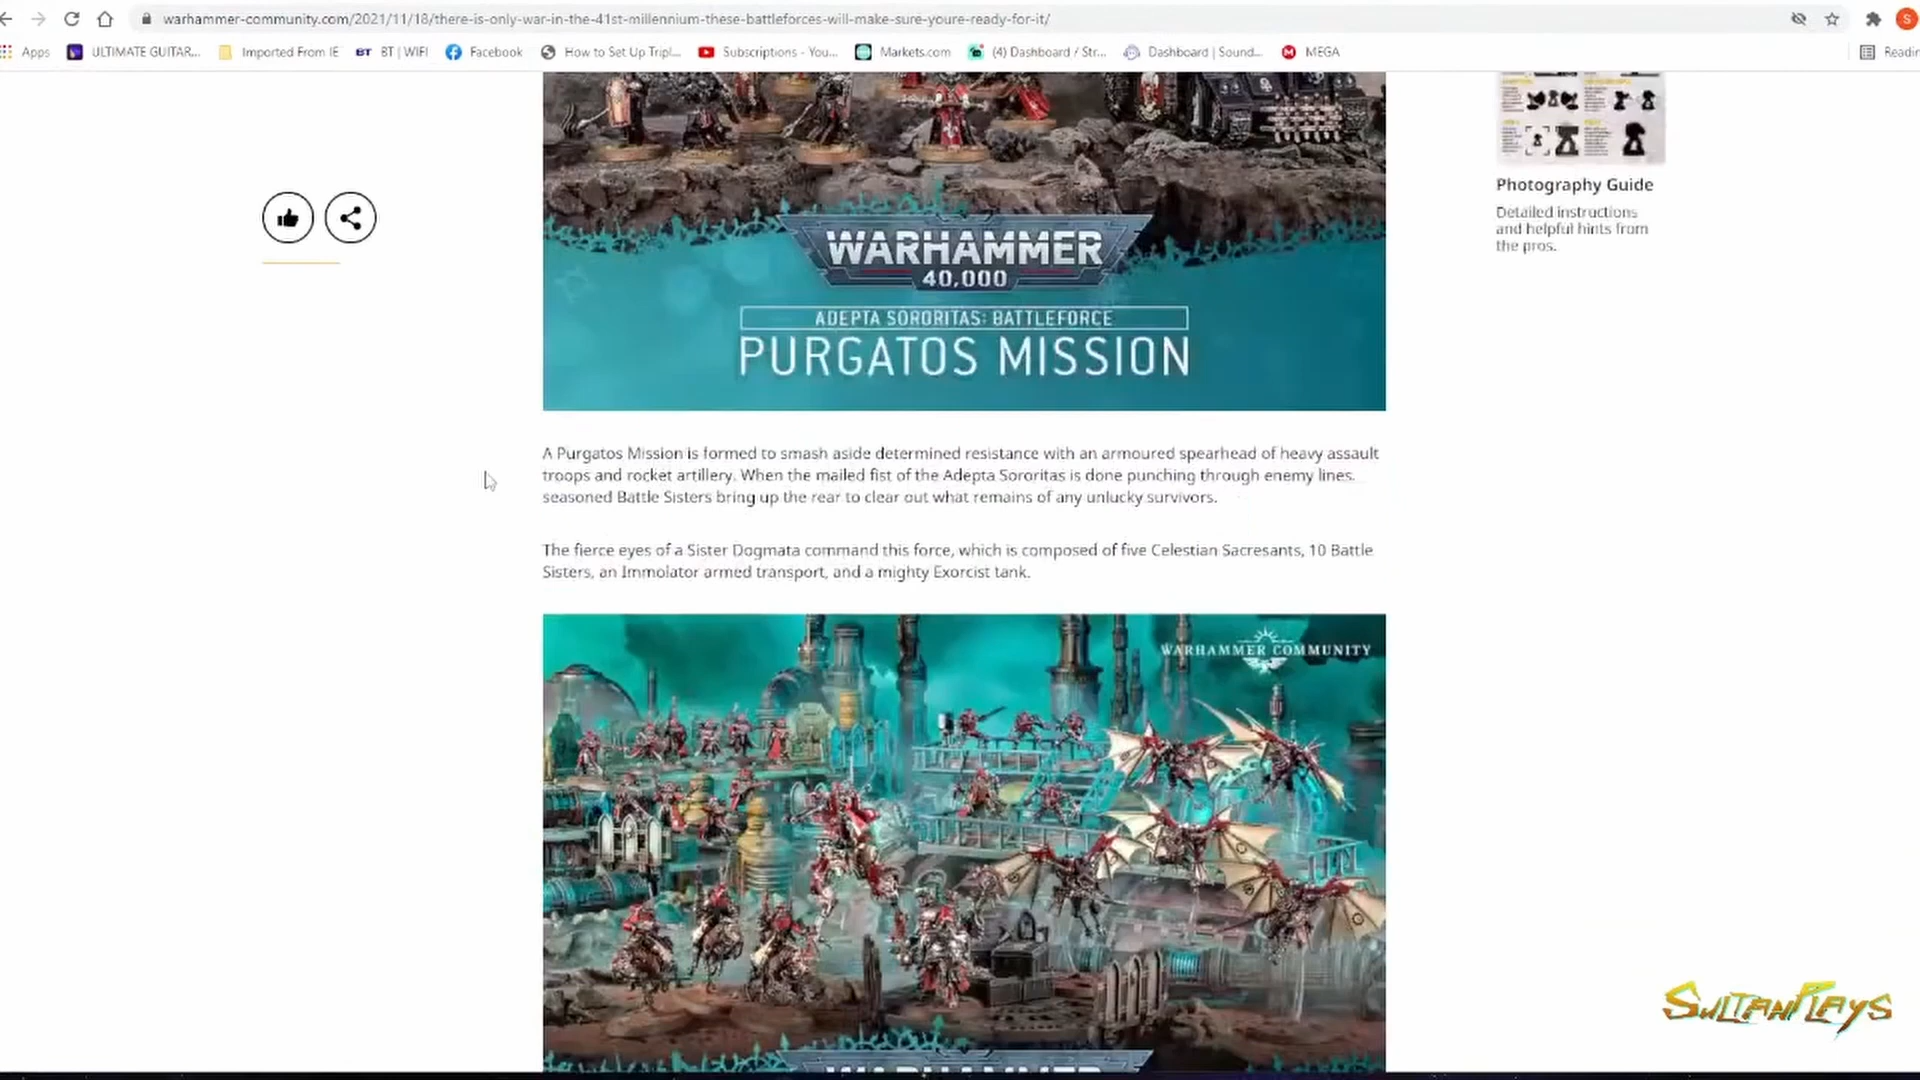 warhammer-community.com/2021/11/18/there-is-only-war-in-the-41st-millennium-these-battleforces-will-make-sure-youre-ready-for-it/
S
Apps
ULTIMATE GUITAR...
Imported From IE
BT BT | WIFI
Facebook
How to Set Up Tripl...
Subscriptions - You...
Markets.com
(4) Dashboard / Str...
Dashboard | Sound...
M MEGA
Readin
Photography Guide
Detailed instructions
and helpful hints from
the pros.
WARHAMMER
40,000
ADEPTA SORORITAS: BATTLEFORCE
PURGATOS MISSION
A Purgatos Mission is formed to smash aside determined resistance with an armoured spearhead of heavy assault
troops and rocket artillery. When the mailed fist of the Adepta Sororitas is done punching through enemy lines.
seasoned Battle Sisters bring up the rear to clear out what remains of any unlucky survivors.
The fierce eyes of a Sister Dogmata command this force, which is composed of five Celestian Sacresants, 10 Battle
Sisters, an Immolator armed transport, and a mighty Exorcist tank.
WARHAMMER COMMUNITY
SULTANPLAYS
WARHAMMER